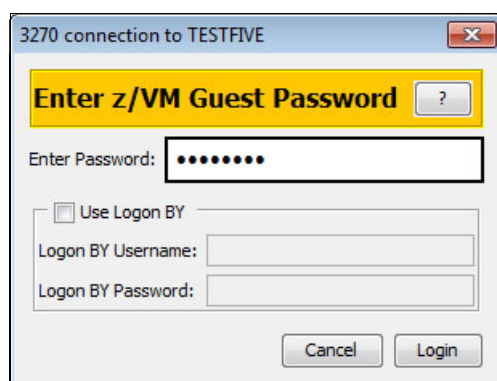 3270 connection to TESTFIVE
Enter z/VM Guest Password ?
Enter Password: ••••••••
Use Logon BY
Logon BY Username:
Logon BY Password:
Cancel Login